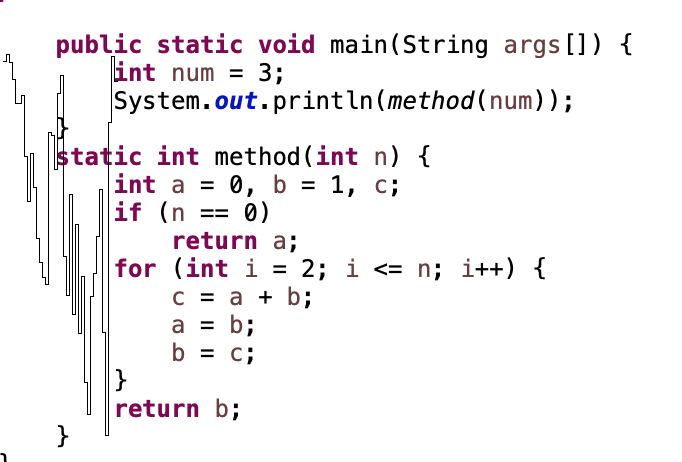 public static void main(String args[]) {
int num = 3;
System.out.println(method(num));
}
static int method(int n) {
int a = 0, b = 1, c;
if (n == 0)
return a;
for (int i = 2; i <= n; i++) {
c = a + b;
a = b;
b = c;
}
return b;
}
}